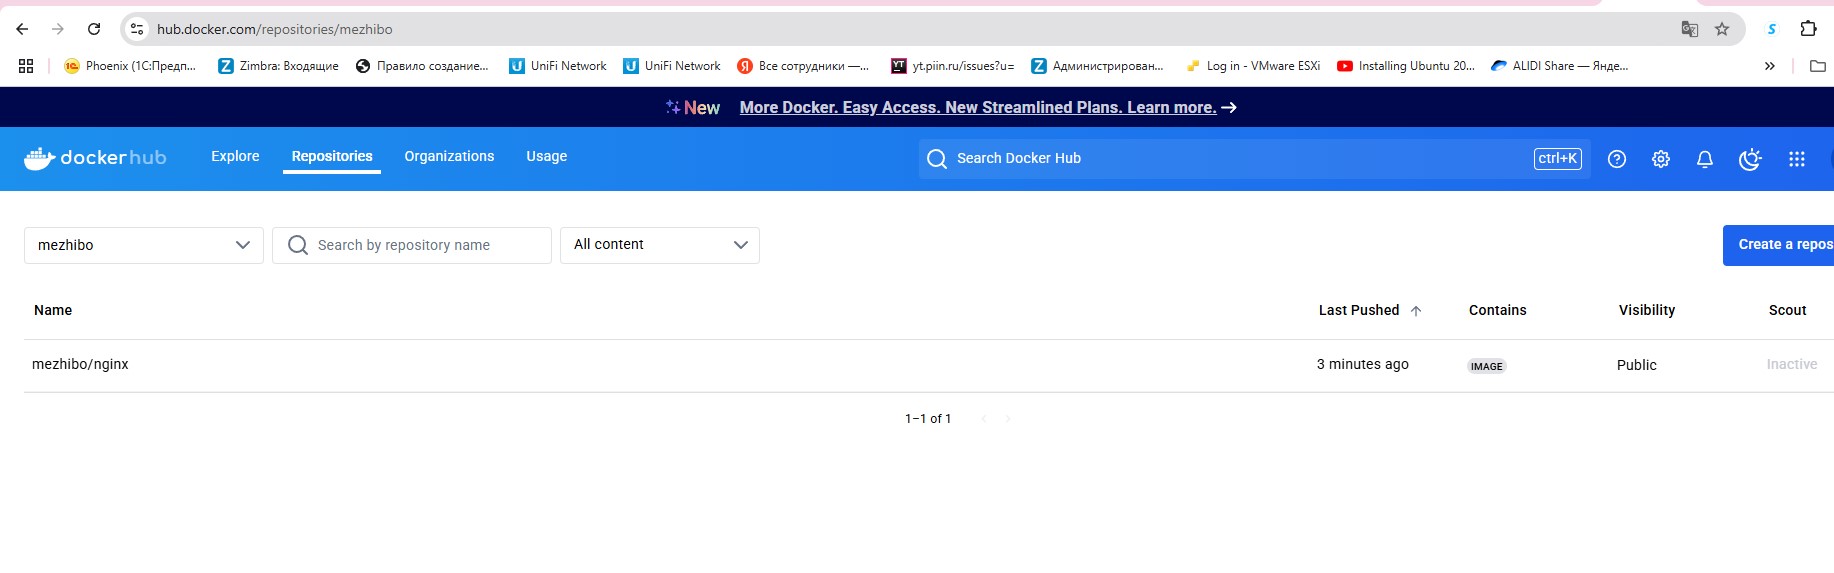 hub.docker.com/repositories/mezhibo
Phoenix (1С:Предп... Zimbra: Входящие Правило создание... UniFi Network UniFi Network Все сотрудники —... yt.piin.ru/issues?u= Администрирован... Log in - VMware ESXi Installing Ubuntu 20... ALIDI Share — Янде... »
New More Docker. Easy Access. New Streamlined Plans. Learn more. →
dockerhub Explore Repositories Organizations Usage Search Docker Hub ctrl+K
mezhibo Search by repository name All content Create a repos
Name Last Pushed ↑ Contains Visibility Scout
mezhibo/nginx 3 minutes ago IMAGE Public Inactive
1–1 of 1